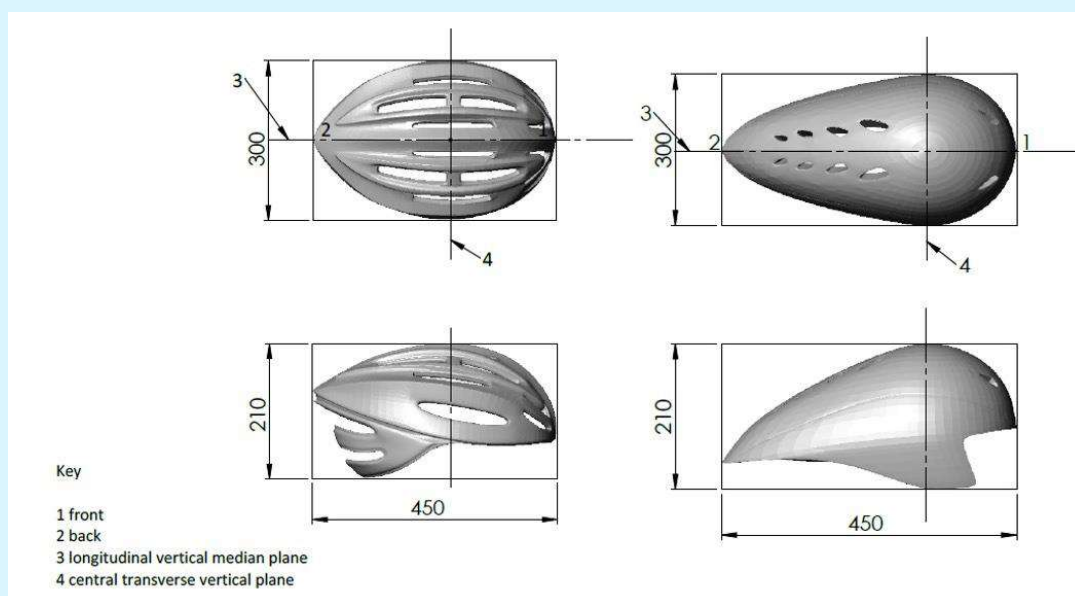 3
2
1
300
4
3
2
1
300
4
210
450
210
450
Key
1 front
2 back
3 longitudinal vertical median plane
4 central transverse vertical plane